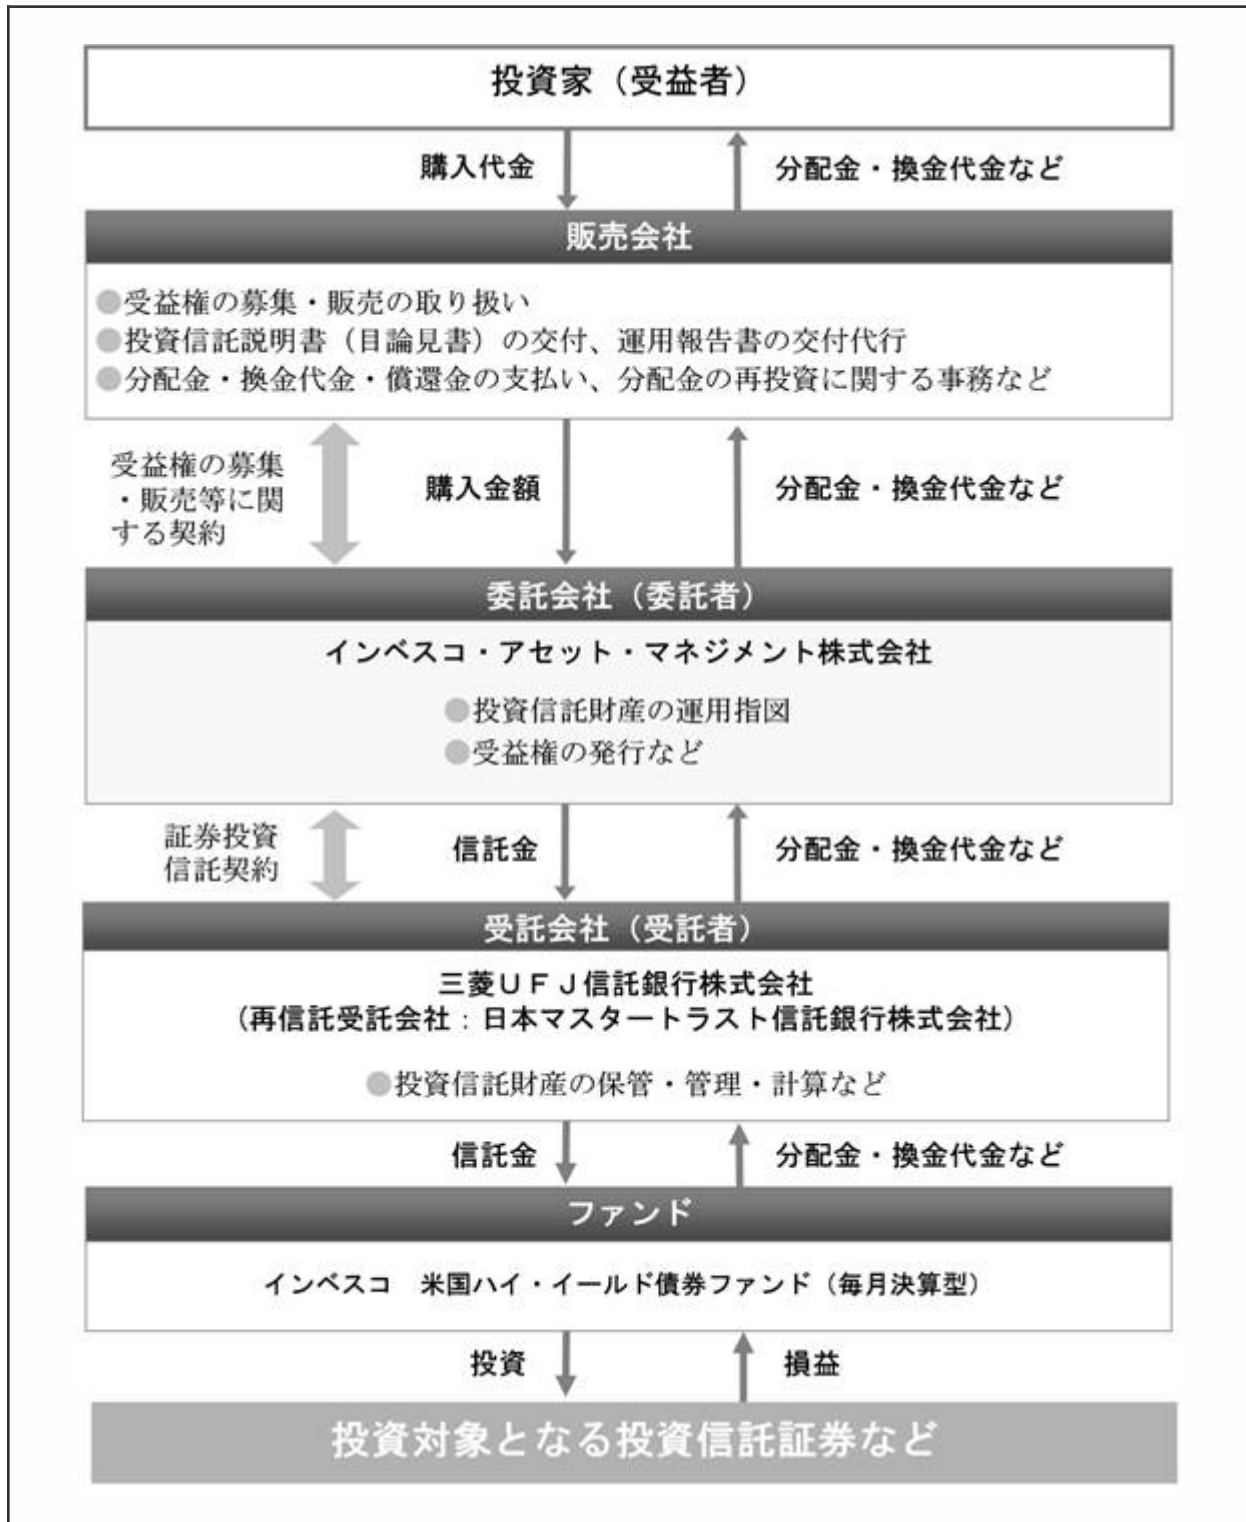 投資家（受益者）
購入代金
分配金・換金代金など
販売会社
●受益権の募集・販売の取り扱い
●投資信託説明書（目論見書）の交付、運用報告書の交付代行
●分配金・換金代金・償還金の支払い、分配金の再投資に関する事務など
受益権の募集
・販売等に関
する契約
購入金額
分配金・換金代金など
委託会社（委託者）
インベスコ・アセット・マネジメント株式会社
●投資信託財産の運用指図
●受益権の発行など
証券投資
信託契約
信託金
分配金・換金代金など
受託会社（受託者）
三菱ＵＦＪ信託銀行株式会社
（再信託受託会社：日本マスタートラスト信託銀行株式会社）
●投資信託財産の保管・管理・計算など
信託金
分配金・換金代金など
ファンド
インベスコ　米国ハイ・イールド債券ファンド（毎月決算型）
投資
損益
投資対象となる投資信託証券など